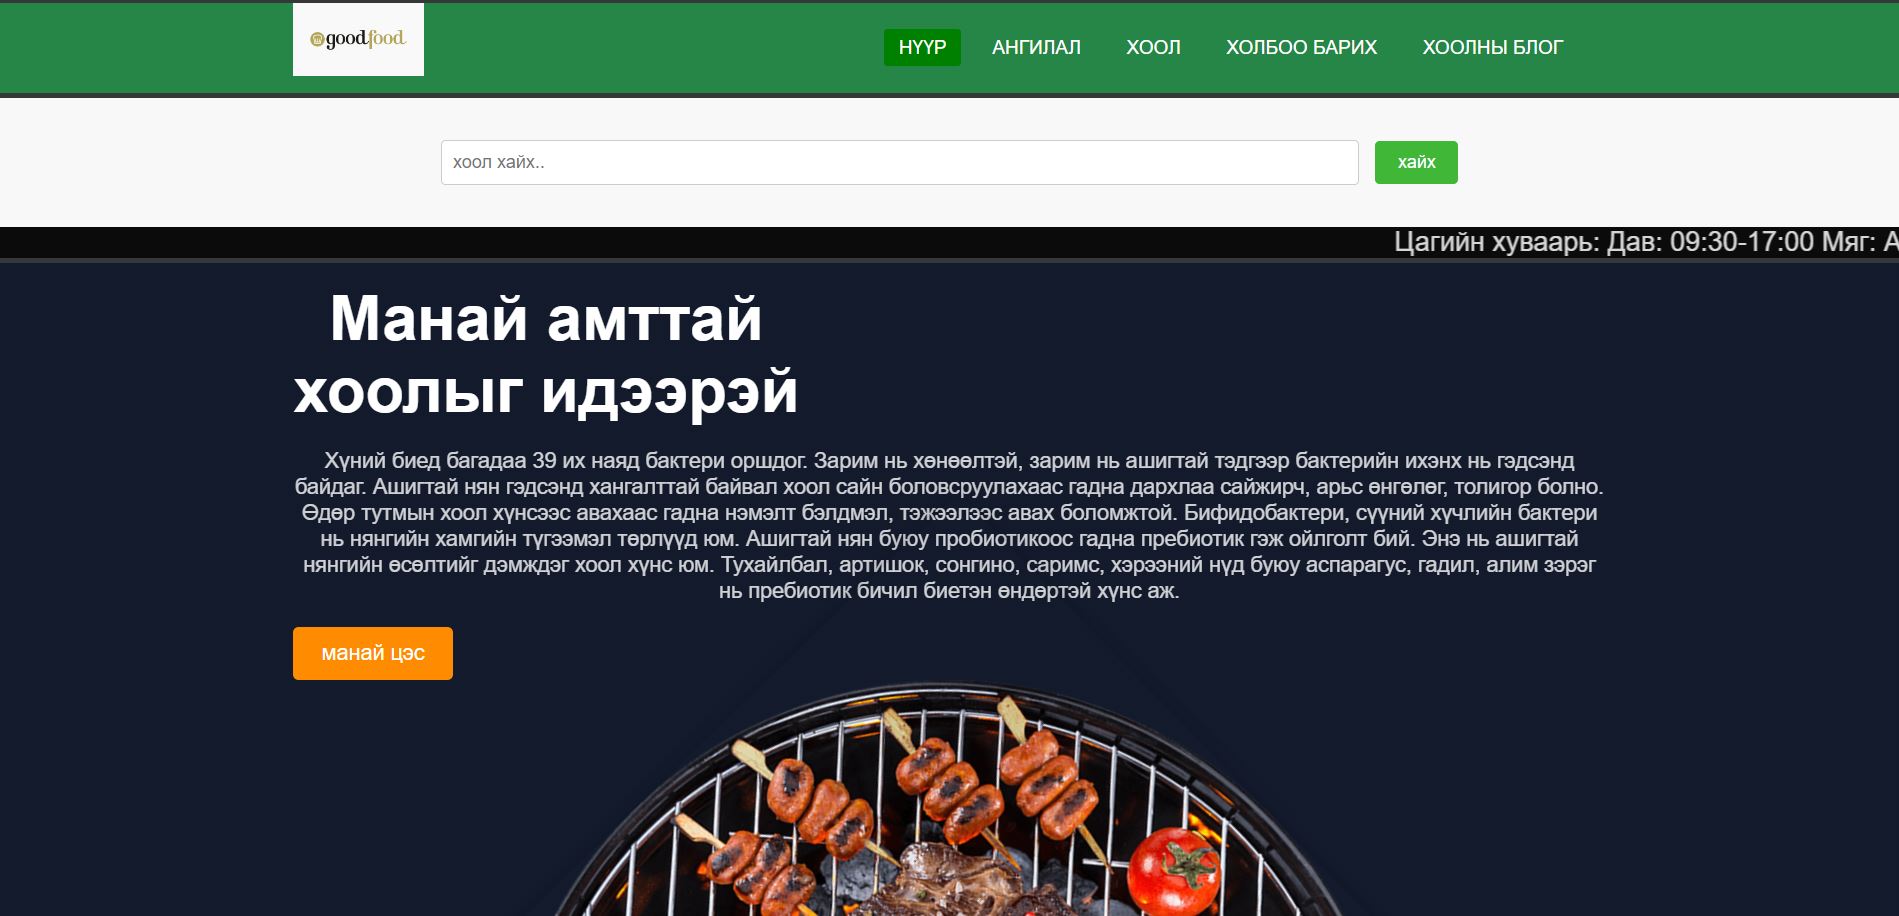 goodfood
НҮҮР АНГИЛАЛ ХООЛ ХОЛБОО БАРИХ ХООЛНЫ БЛОГ
хоол хайх.. хайх
Цагийн хуваарь: Дав: 09:30-17:00 Мяг: А
Манай амттай
хоолыг идээрэй
Хүний биед багадаа 39 их наяд бактери оршдог. Зарим нь хөнөөлтэй, зарим нь ашигтай тэдгээр бактерийн ихэнх нь гэдсэнд
байдаг. Ашигтай нян гэдсэнд хангалттай байвал хоол сайн боловсруулахаас гадна дархлаа сайжирч, арьс өнгөлөг, толигор болно.
Өдөр тутмын хоол хүнсээс авахаас гадна нэмэлт бэлдмэл, тэжээлээс авах боломжтой. Бифидобактери, сүүний хүчлийн бактери
нь нянгийн хамгийн түгээмэл төрлүүд юм. Ашигтай нян буюу пробиотикоос гадна пребиотик гэж ойлголт бий. Энэ нь ашигтай
нянгийн өсөлтийг дэмждэг хоол хүнс юм. Тухайлбал, артишок, сонгино, саримс, хэрээний нүд буюу аспарагус, гадил, алим зэрэг
нь пребиотик бичил биетэн өндөртэй хүнс аж.
манай цэс